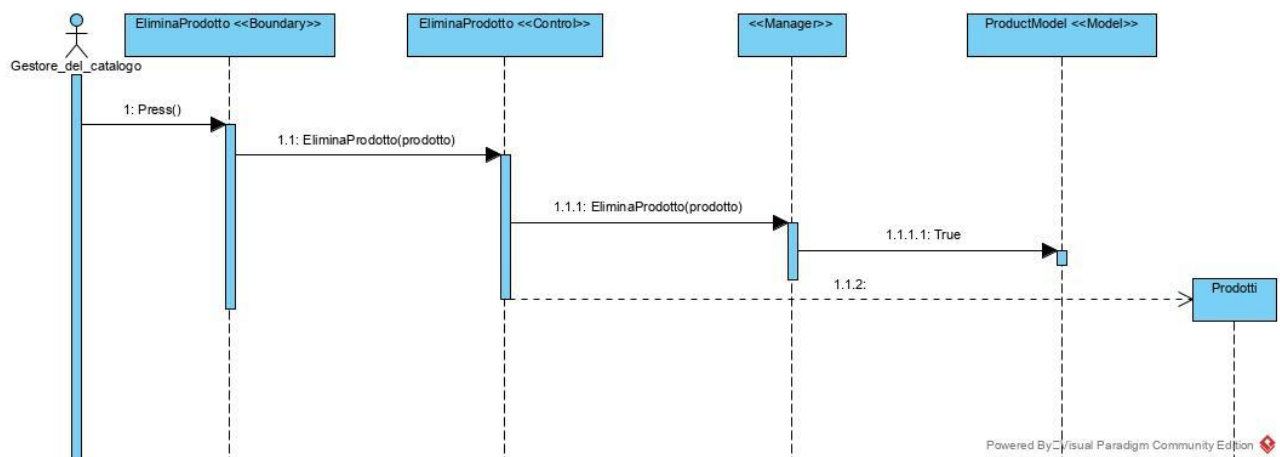 EliminaProdotto <<Boundary>>
EliminaProdotto <<Control>>
<<Manager>>
ProductModel <<Model>>
Gestore_del_catalogo
1: Press()
1.1: EliminaProdotto(prodotto)
1.1.1: EliminaProdotto(prodotto)
1.1.1.1: True
1.1.2:
Prodotti
Powered By Visual Paradigm Community Edition